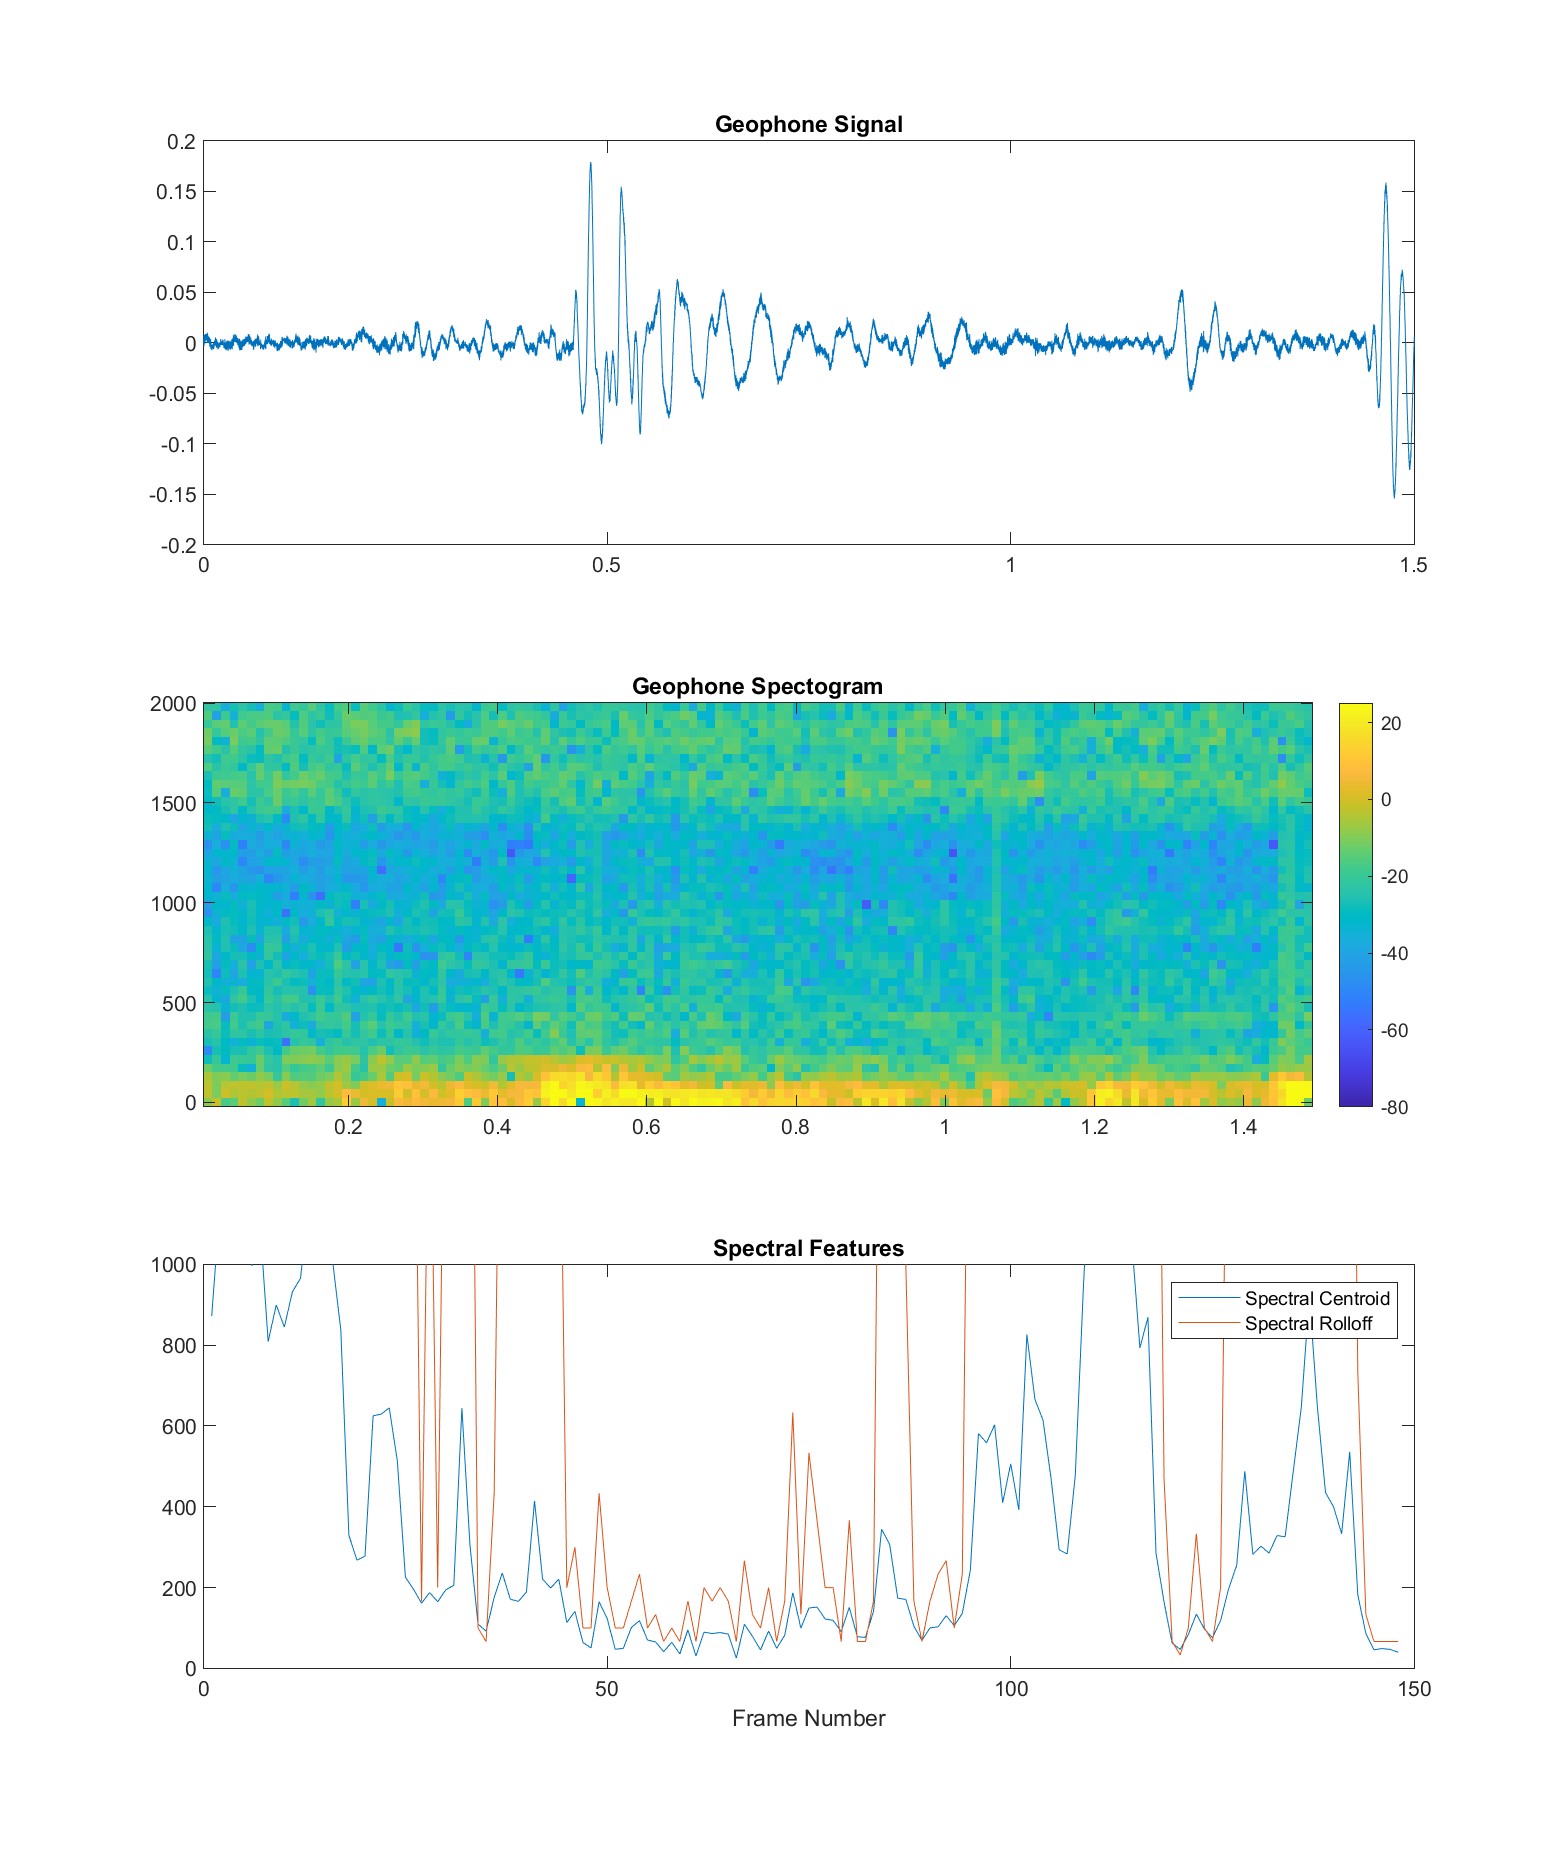 Geophone Signal
0.2
0.15
0.1
0.05
0
-0.05
-0.1
-0.15
-0.2
0 0.5 1 1.5
Geophone Spectogram
2000
1500
1000
500
0
0.2 0.4 0.6 0.8 1 1.2 1.4
20
0
-20
-40
-60
-80
Spectral Features
1000
800
600
400
200
0
0 50 100 150
Spectral Centroid
Spectral Rolloff
Frame Number